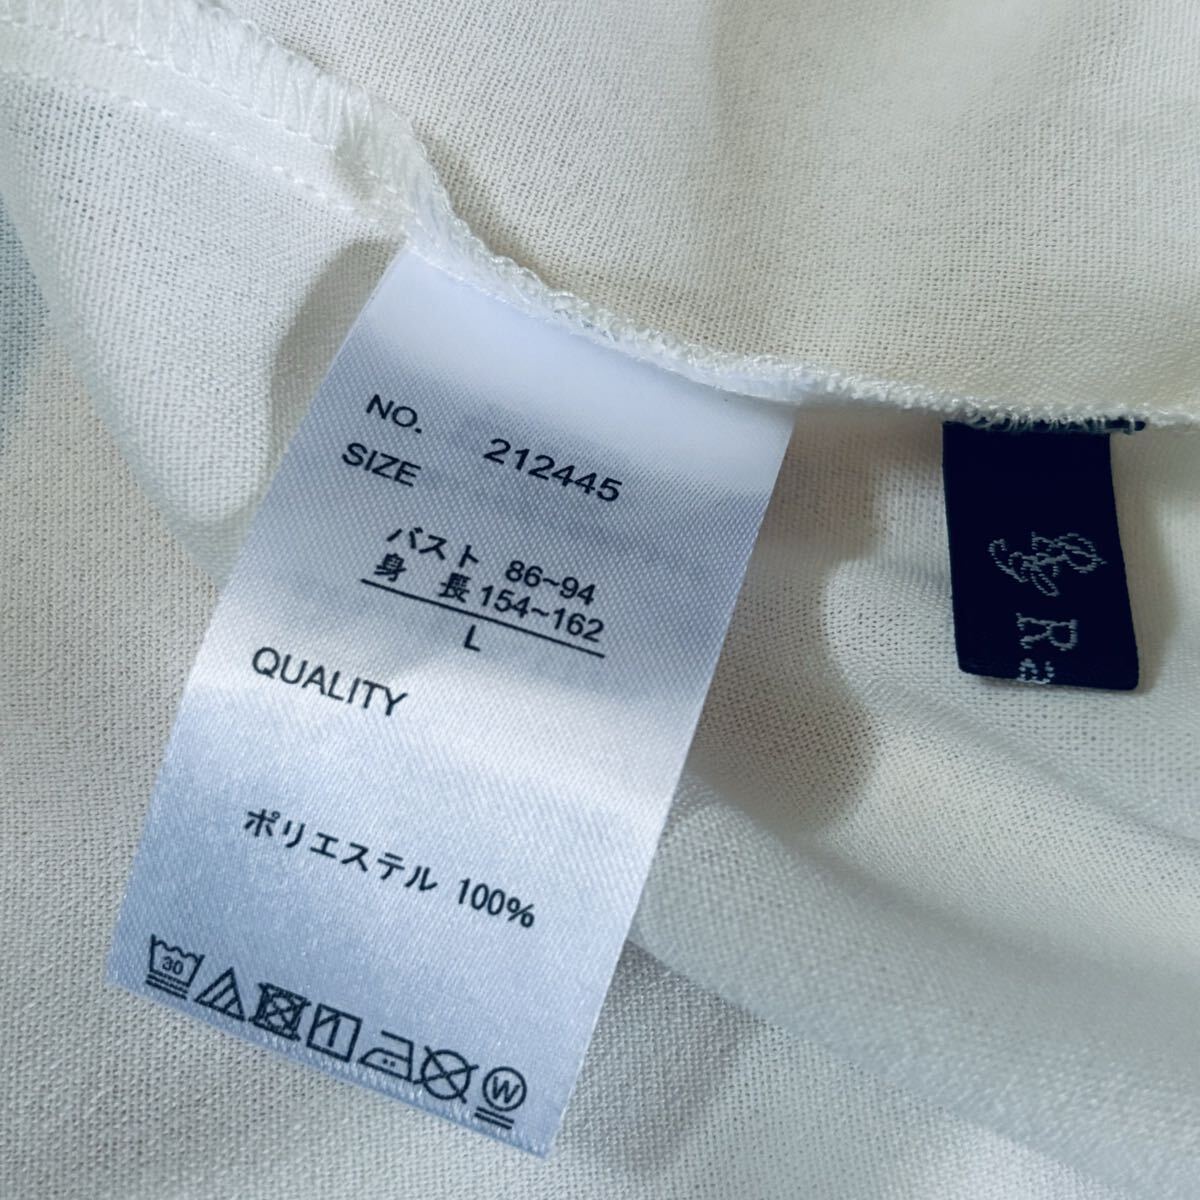 NO. 212445
SIZE
バスト 86~94
身 長 154~162
L
QUALITY
ポリエステル 100%
30
W
R